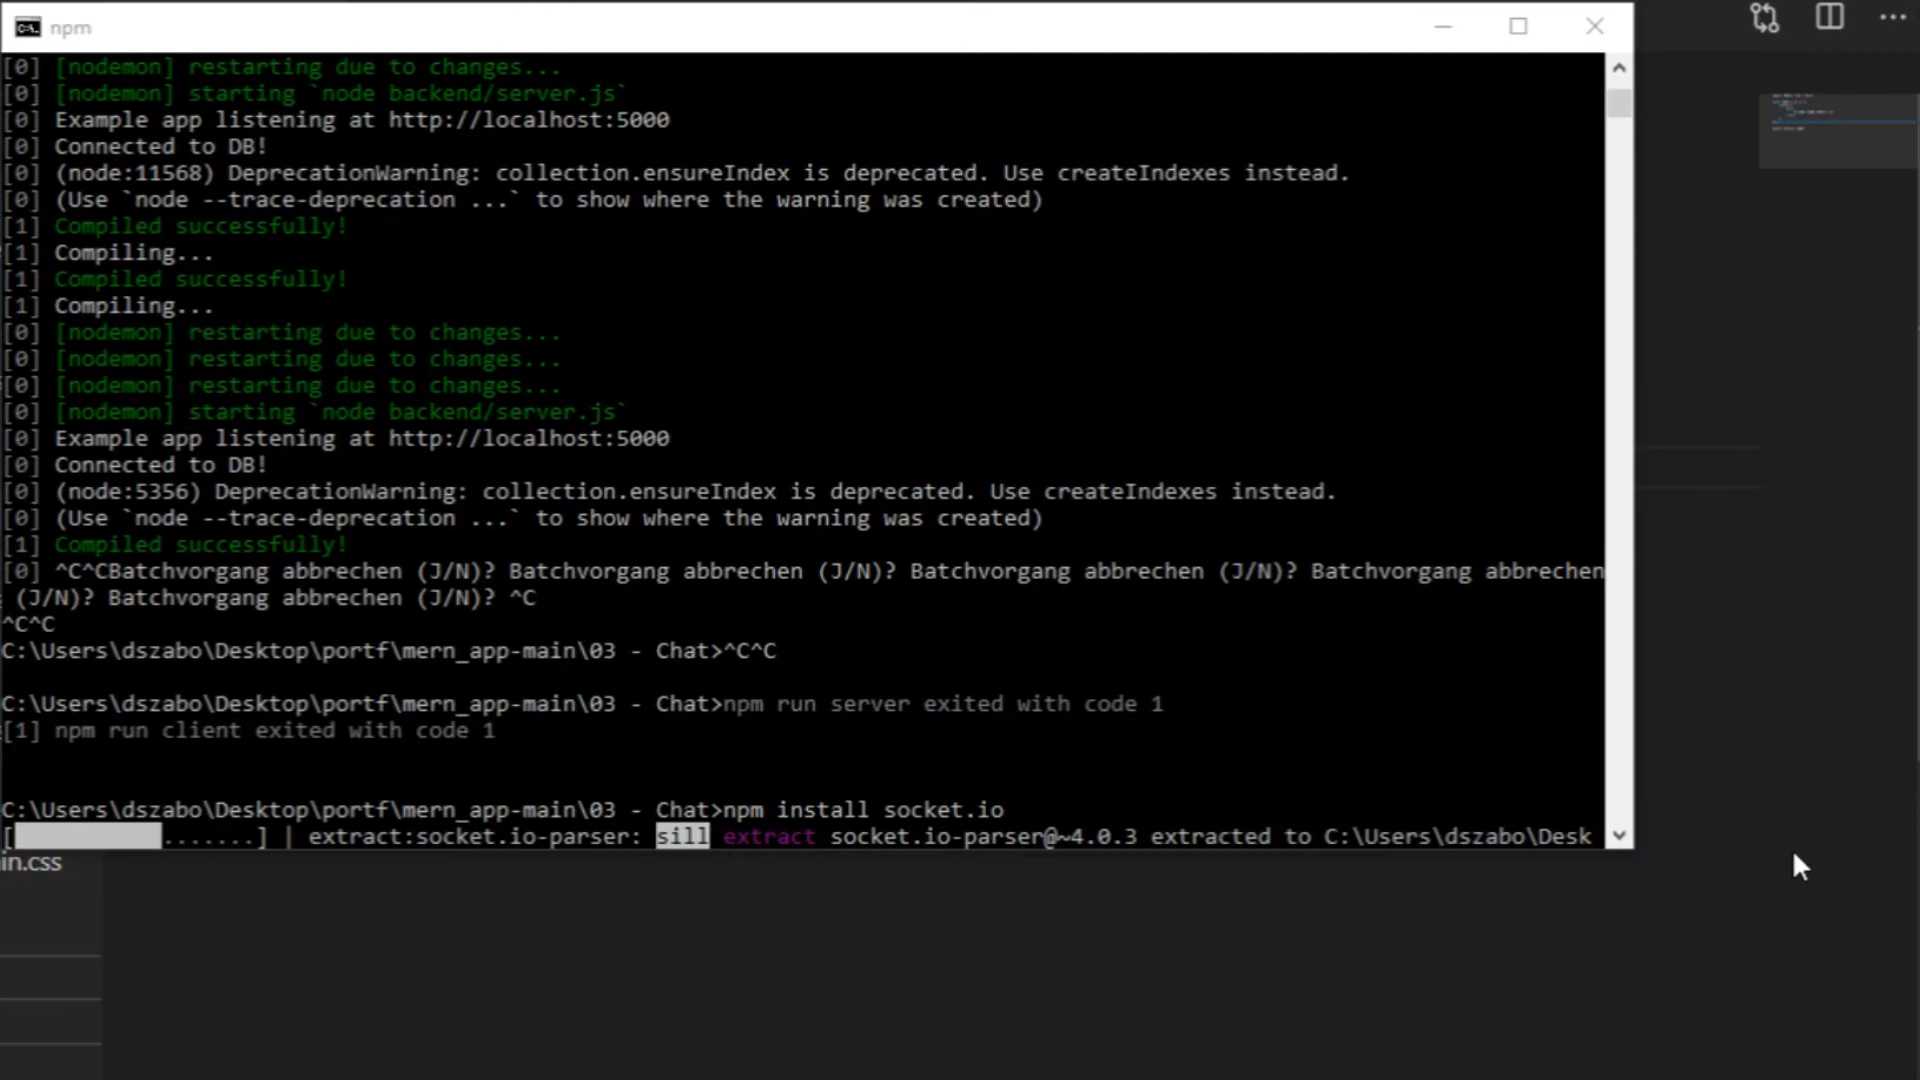 npm
[0] [nodemon] restarting due to changes...
[0] [nodemon] starting `node backend/server.js`
[0] Example app listening at http://localhost:5000
[0] Connected to DB!
[0] (node:11568) DeprecationWarning: collection.ensureIndex is deprecated. Use createIndexes instead.
[0] (Use `node --trace-deprecation ...` to show where the warning was created)
[1] Compiled successfully!
[1] Compiling...
[1] Compiled successfully!
[1] Compiling...
[0] [nodemon] restarting due to changes...
[0] [nodemon] restarting due to changes...
[0] [nodemon] restarting due to changes...
[0] [nodemon] starting `node backend/server.js`
[0] Example app listening at http://localhost:5000
[0] Connected to DB!
[0] (node:5356) DeprecationWarning: collection.ensureIndex is deprecated. Use createIndexes instead.
[0] (Use `node --trace-deprecation ...` to show where the warning was created)
[1] Compiled successfully!
[0] ^C^CBatchvorgang abbrechen (J/N)? Batchvorgang abbrechen (J/N)? Batchvorgang abbrechen (J/N)? Batchvorgang abbrechen
(J/N)? Batchvorgang abbrechen (J/N)? ^C
^C^C
C:\Users\dszabo\Desktop\portf\mern_app-main\03 - Chat>^C^C
C:\Users\dszabo\Desktop\portf\mern_app-main\03 - Chat>npm run server exited with code 1
[1] npm run client exited with code 1
C:\Users\dszabo\Desktop\portf\mern_app-main\03 - Chat>npm install socket.io
[.......] | extract:socket.io-parser: sill extract socket.io-parser@~4.0.3 extracted to C:\Users\dszabo\Desk
in.css